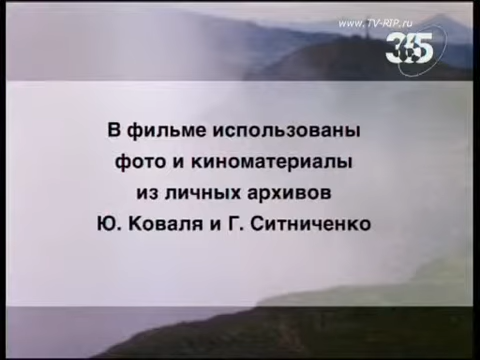 www.TV-RIP.ru
365
В фильме использованы
фото и киноматериалы
из личных архивов
Ю. Коваля и Г. Ситниченко